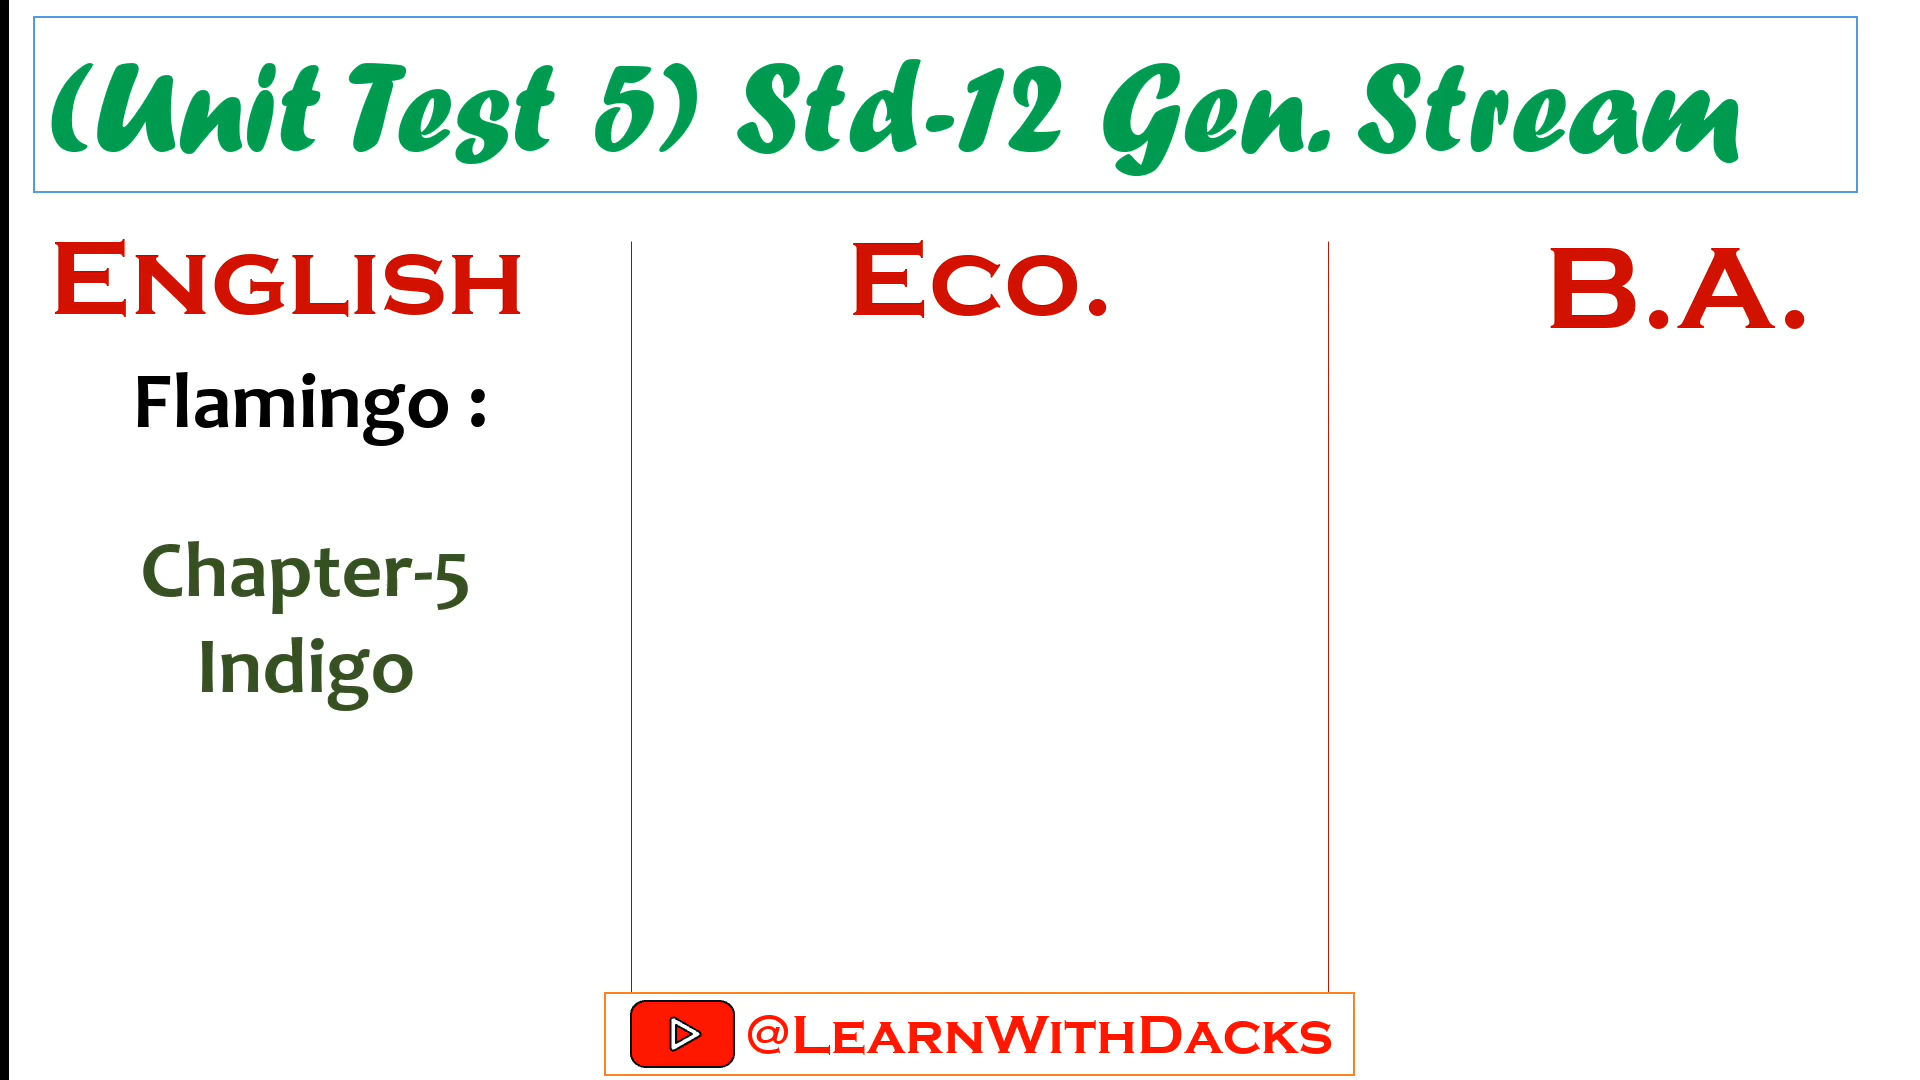 (Unit Test 5) Std-12 Gen. Stream
English
Flamingo :
Chapter-5
Indigo
Eco.
B.A.
@LearnWithDacks